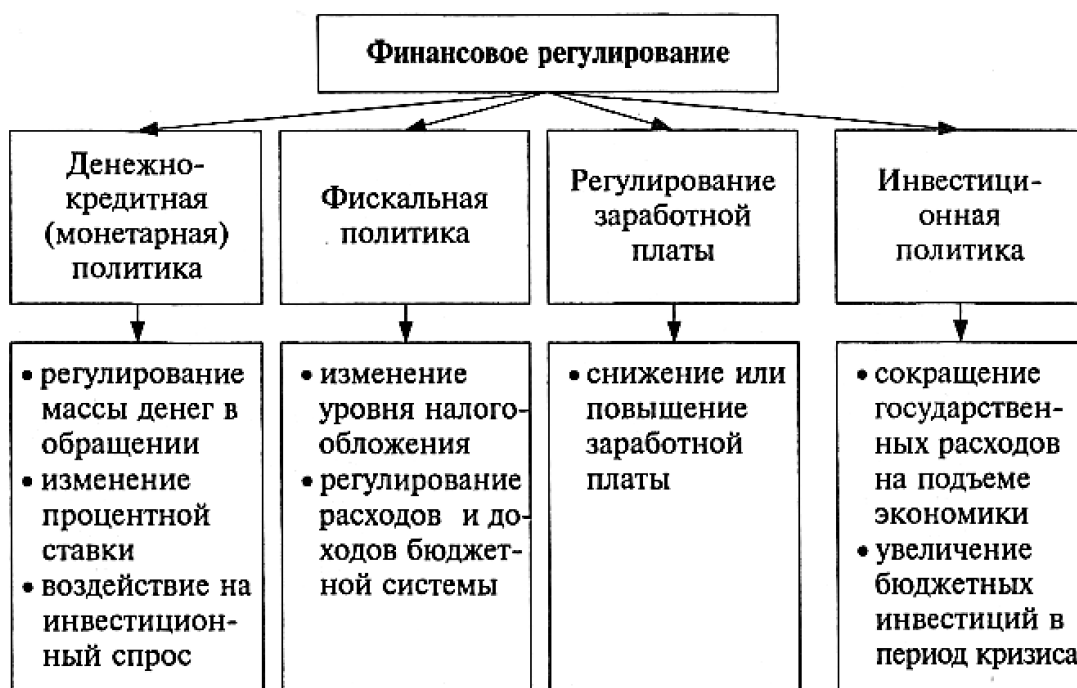 Финансовое регулирование
Денежно-
кредитная
(монетарная)
политика
Фискальная
политика
Регулирование
заработной
платы
Инвестици-
онная
политика
• регулирование
массы денег в
обращении
• изменение
процентной
ставки
• воздействие на
инвестицион-
ный спрос
• изменение
уровня налого-
обложения
• регулирование
расходов и до-
ходов бюджет-
ной системы
• снижение или
повышение
заработной
платы
• сокращение
государствен-
ных расходов
на подъеме
экономики
• увеличение
бюджетных
инвестиций в
период кризиса